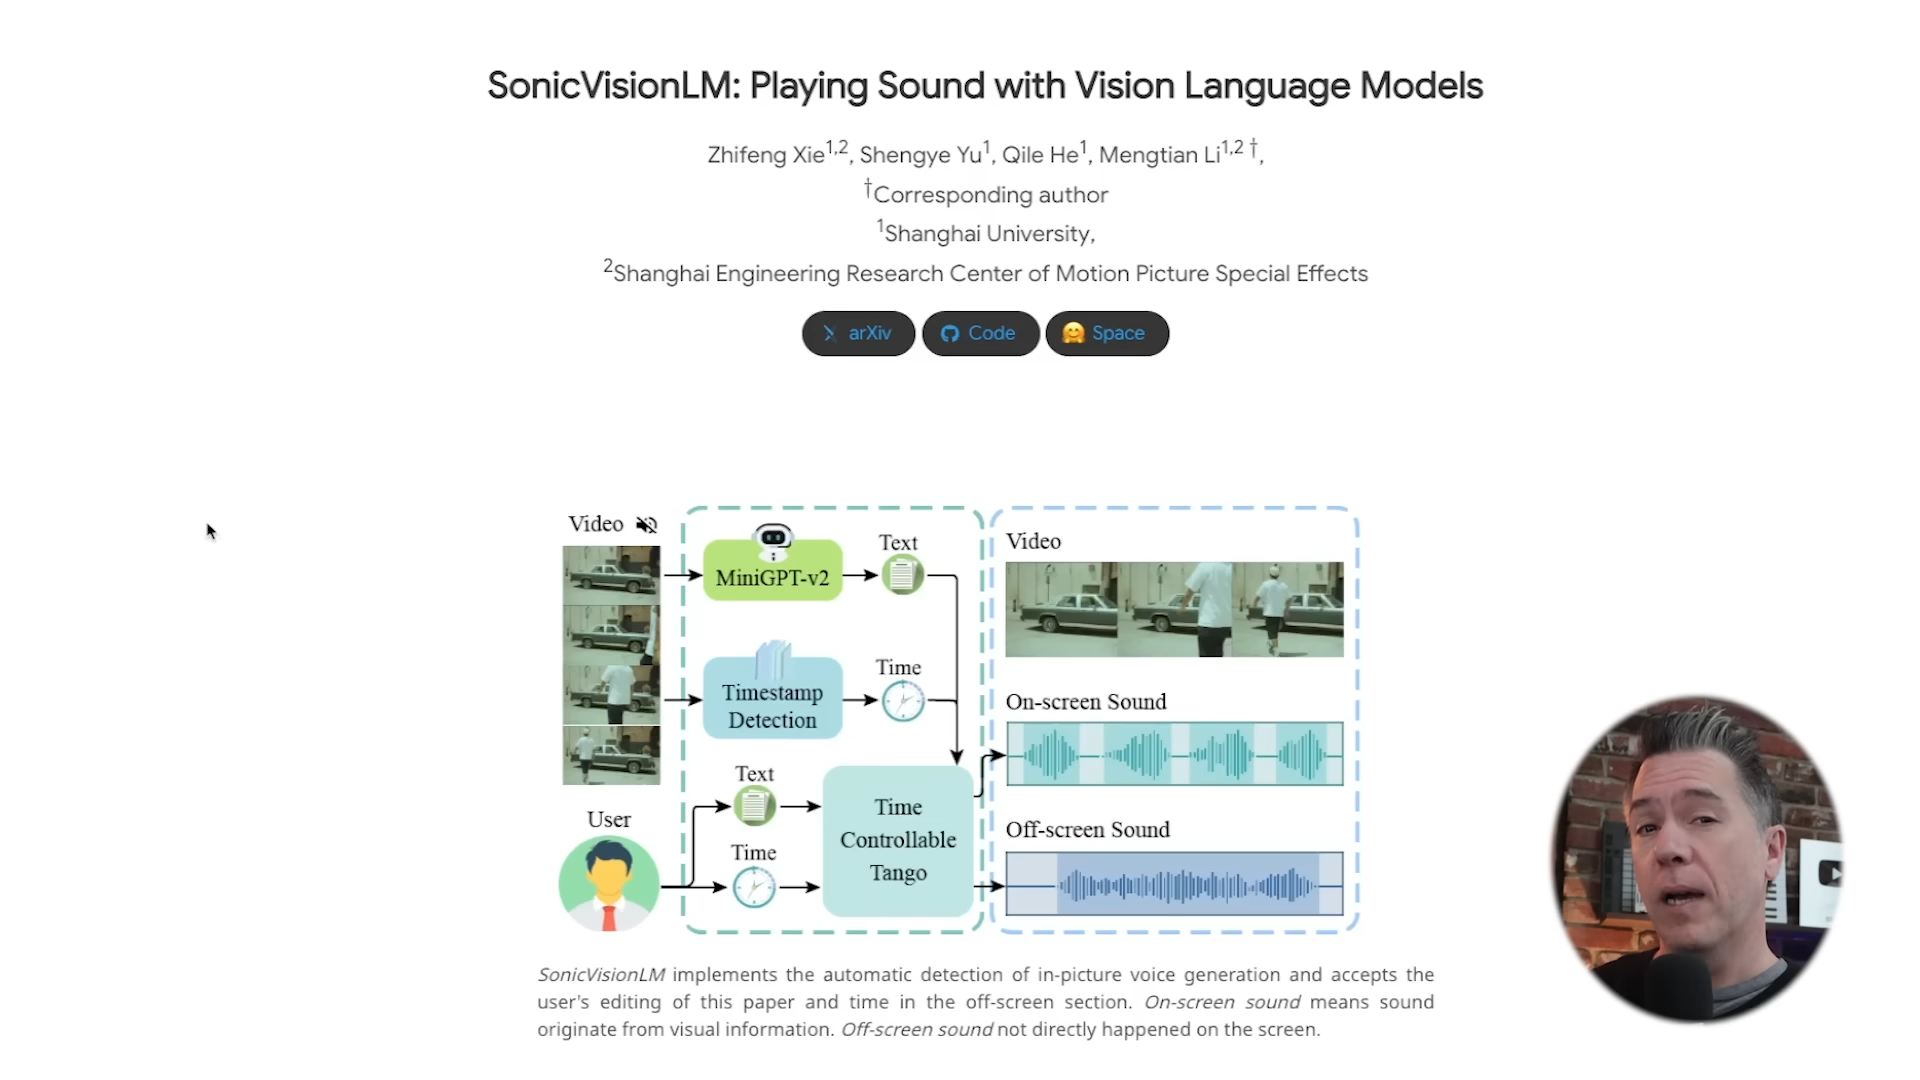 SonicVisionLM: Playing Sound with Vision Language Models
Zhifeng Xie1,2, Shengye Yu1, Qile He1, Mengtian Li1,2 †,
†Corresponding author
1Shanghai University,
2Shanghai Engineering Research Center of Motion Picture Special Effects
arXiv
Code
Space
Video
MiniGPT-v2
Text
Timestamp
Detection
Time
User
Text
Time
Time
Controllable
Tango
Video
On-screen Sound
Off-screen Sound
SonicVisionLM implements the automatic detection of in-picture voice generation and accepts the
user's editing of this paper and time in the off-screen section. On-screen sound means sound
originate from visual information. Off-screen sound not directly happened on the screen.